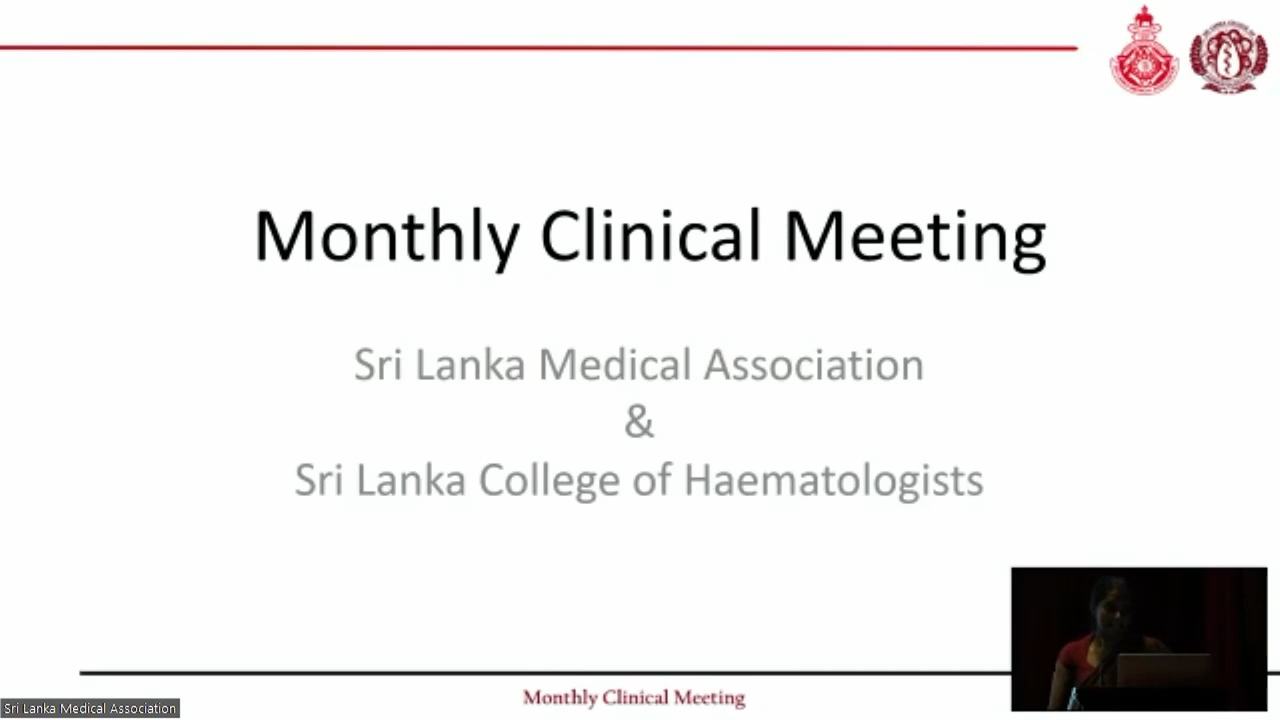 Monthly Clinical Meeting
Sri Lanka Medical Association
&
Sri Lanka College of Haematologists
Monthly Clinical Meeting
Sri Lanka Medical Association